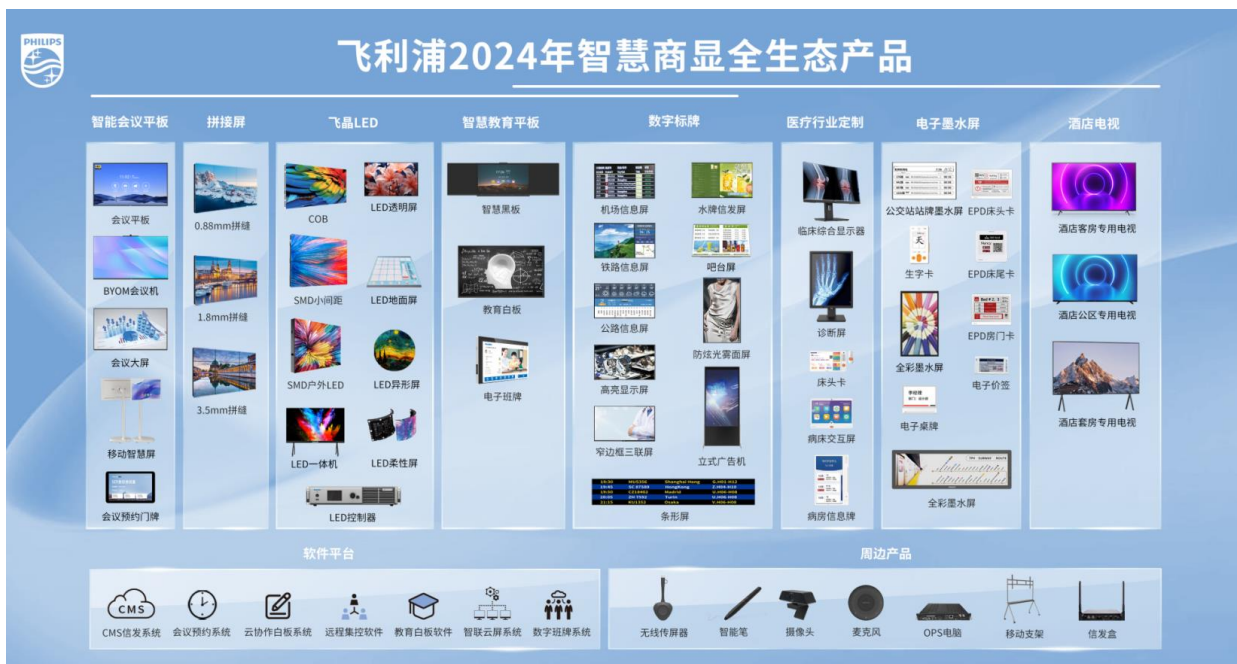 PHILIPS
飞利浦2024年智慧商显全生态产品
智能会议平板
会议平板
BYOM会议机
会议大屏
移动智慧屏
会议预约门牌
拼接屏
0.88mm拼缝
1.8mm拼缝
3.5mm拼缝
飞晶LED
COB
LED透明屏
SMD小间距
LED地面屏
SMD户外LED
LED异形屏
LED一体机
LED柔性屏
LED控制器
智慧教育平板
智慧黑板
教育白板
电子班牌
数字标牌
机场信息屏
水牌信发屏
铁路信息屏
吧台屏
公路信息屏
防炫光雾面屏
高亮显示屏
窄边框三联屏
立式广告机
条形屏
医疗行业定制
临床综合显示器
诊断屏
床头卡
病床交互屏
病房信息牌
电子墨水屏
公交站站牌墨水屏
EPD床头卡
天
生字卡
EPD床尾卡
全彩墨水屏
EPD房门卡
电子桌牌
电子价签
全彩墨水屏
酒店电视
酒店客房专用电视
酒店公区专用电视
酒店套房专用电视
软件平台
CMS
CMS信发系统
会议预约系统
云协作白板系统
远程集控软件
教育白板软件
智联云屏系统
数字班牌系统
周边产品
无线传屏器
智能笔
摄像头
麦克风
OPS电脑
移动支架
信发盒